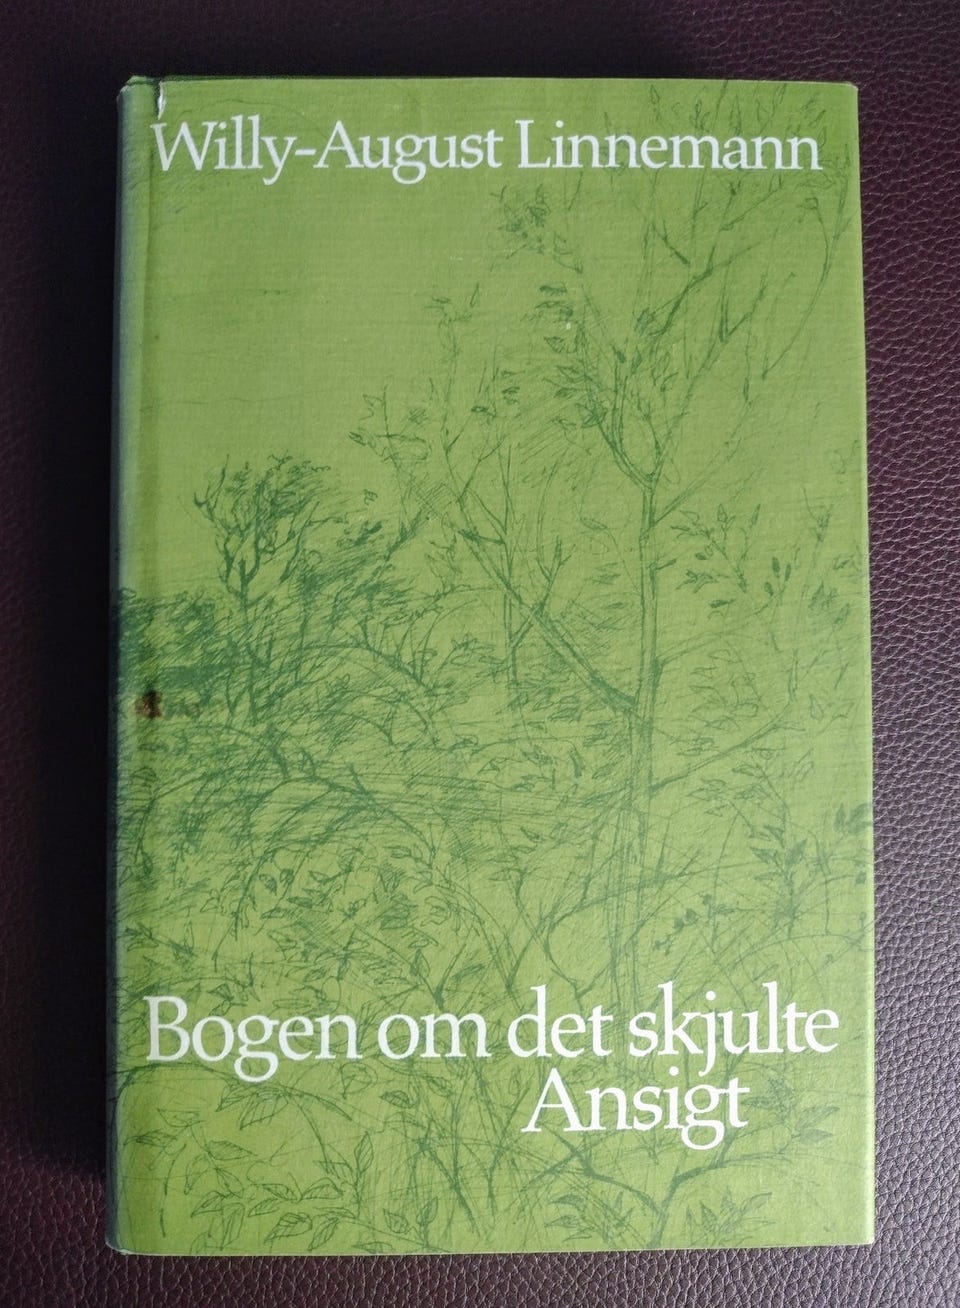 Willy-August Linnemann
Bogen om det skjulte
Ansigt